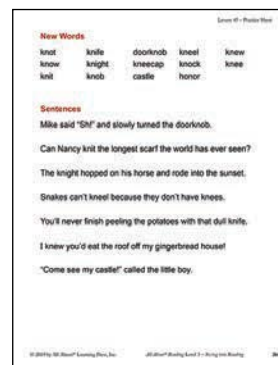 New Words
knot knife doorknob kneel knew
know knight kneecap knock knee
knit knob castle honor
Sentences
Mike said “Sh!” and slowly turned the doorknob.
Can Nancy knit the longest scarf the world has ever seen?
The knight hopped on his horse and rode into the sunset.
Snakes can't kneel because they don't have knees.
You'll never finish peeling the potatoes with that dull knife.
I knew you'd eat the roof off my gingerbread house!
“Come see my castle!” called the little boy.